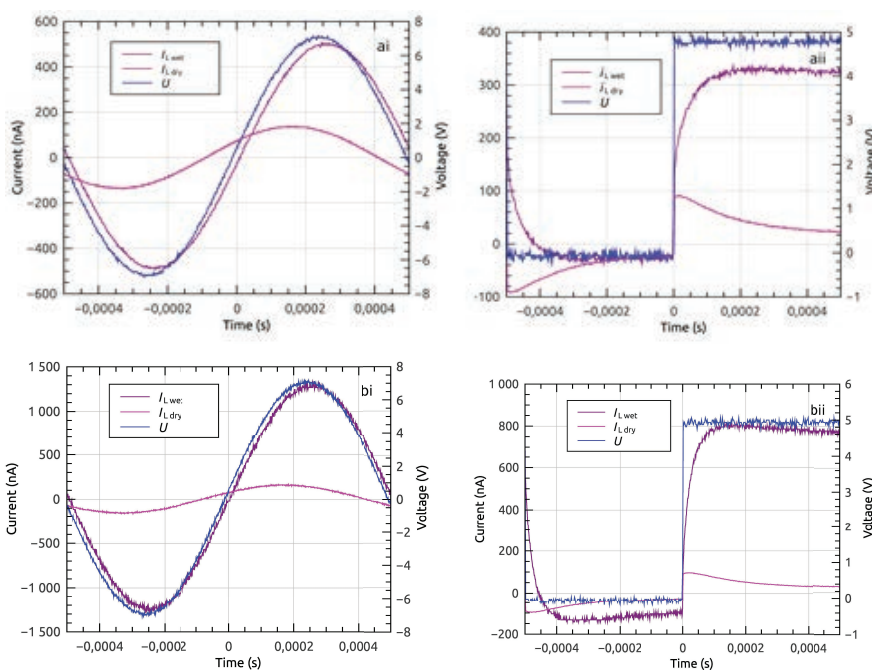 600
400
200
0
−200
−400
−600
Current (nA)
8
6
4
2
0
−2
−4
−6
−8
Voltage (V)
−0,0004
−0,0002
0
0,0002
0,0004
Time (s)
I L wet
I L dry
U
ai
400
300
200
100
0
-100
Current (nA)
5
4
3
2
1
0
−1
Voltage (V)
−0,0004
−0,0002
0
0,0002
0,0004
Time (s)
I L wet
I L dry
U
aii
1 500
1 000
500
0
−500
−1 000
−1 500
Current (nA)
8
6
4
2
0
−2
−4
−6
−8
Voltage (V)
−0,0004
−0,0002
0
0,0002
0,0004
Time (s)
I L we:
I L dry
U
bi
1 000
800
600
400
200
0
−200
Current (nA)
6
5
4
3
2
1
0
−1
Voltage (V)
−0,0004
−0,0002
0
0,0002
0,0004
Time (s)
I L wet
I L dry
U
bii